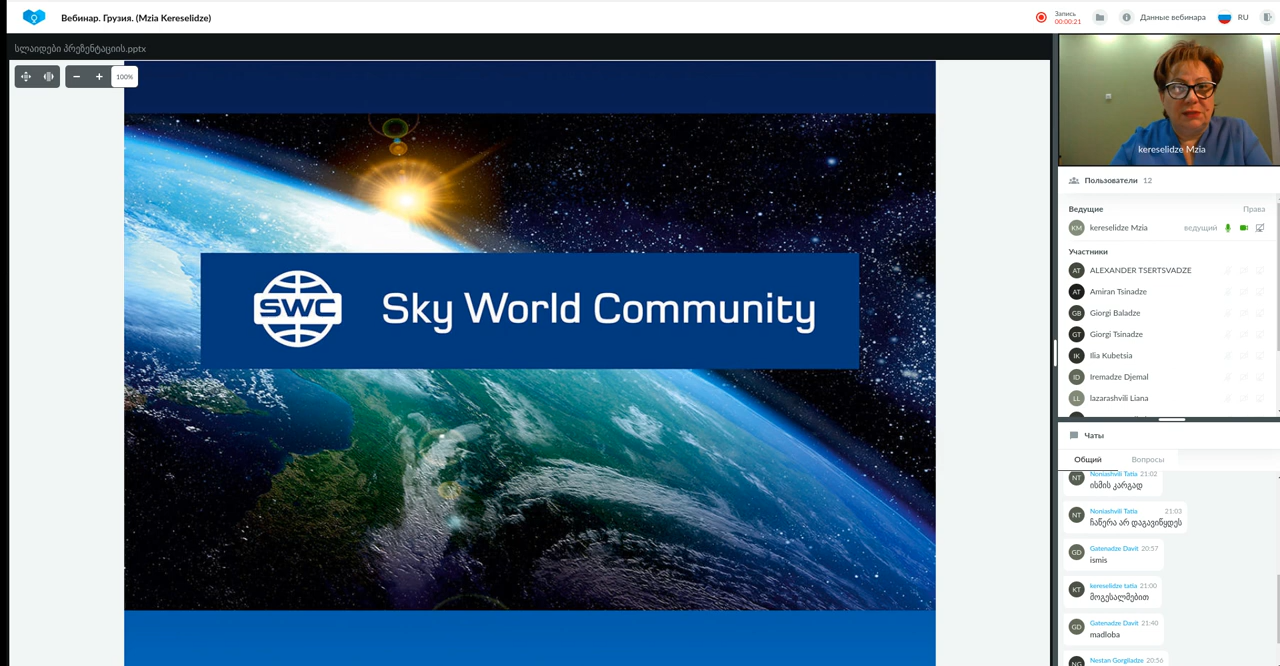 Вебинар. Грузия. (Mzia Kereselidze)
Запись
00:00:21
Данные вебинара
RU
სლაიდები პრეზენტაციის.pptx
100%
SWC
Sky World Community
kereselidze Mzia
Пользователи 12
Ведущие Права
KM kereselidze Mzia ведущий
Участники
AT ALEXANDER TSERTSVADZE
AT Amiran Tsinadze
GB Giorgi Baladze
GT Giorgi Tsinadze
IK Ilia Kubetsia
ID Iremadze Djemal
LL lazarashvili Liana
Чаты
Общий Вопросы
NT Noniashvili Tatia 21:02
ისმის კარგად
NT Noniashvili Tatia 21:03
ჩაწერა არ დაგავიწყდეს
GD Gatenadze Davit 20:57
ismis
KT kereselidze tatia 21:00
მოგესალმებით
GD Gatenadze Davit 21:40
madloba
NG Nestan Gorgiladze 20:56